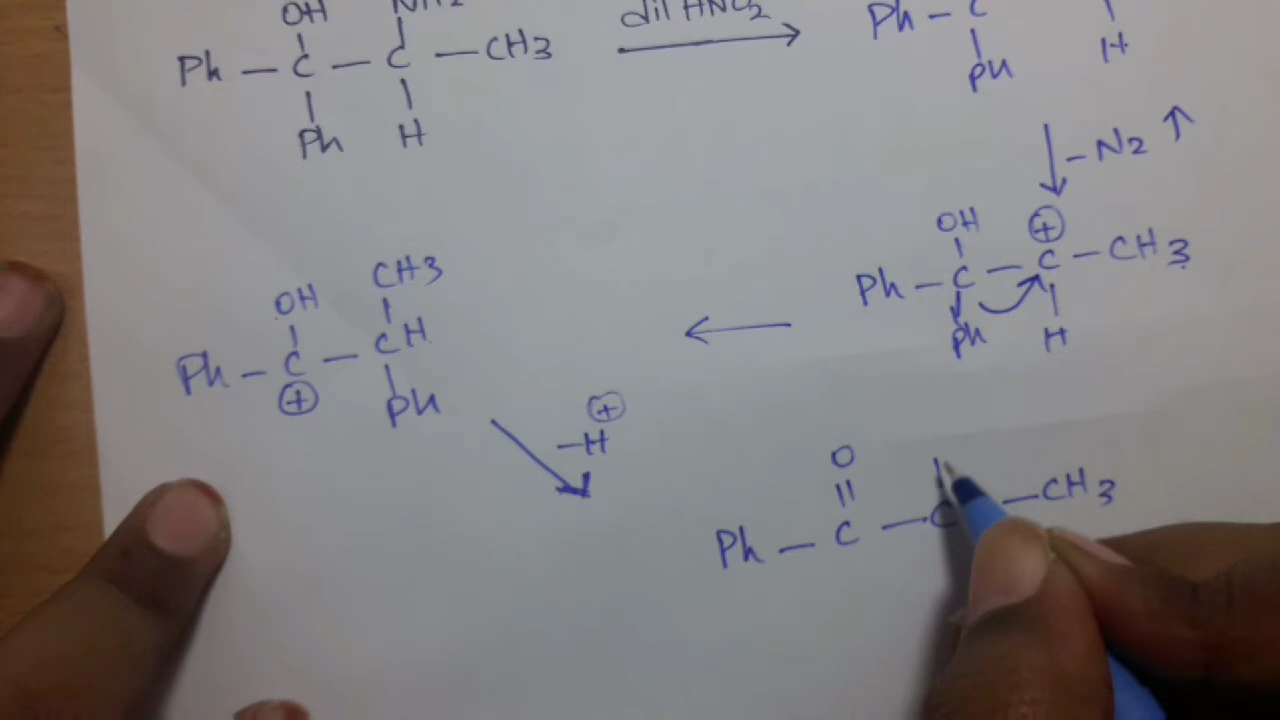 OH NH2
Ph – C – C – CH3
Ph H
dil HNO2
Ph – C
Ph H
– N2 ↑
OH ⊕
Ph – C – C – CH3
Ph H
CH3
OH
Ph – C – CH
⊕ Ph
⊕
–H
O
||
Ph – C – C – CH3